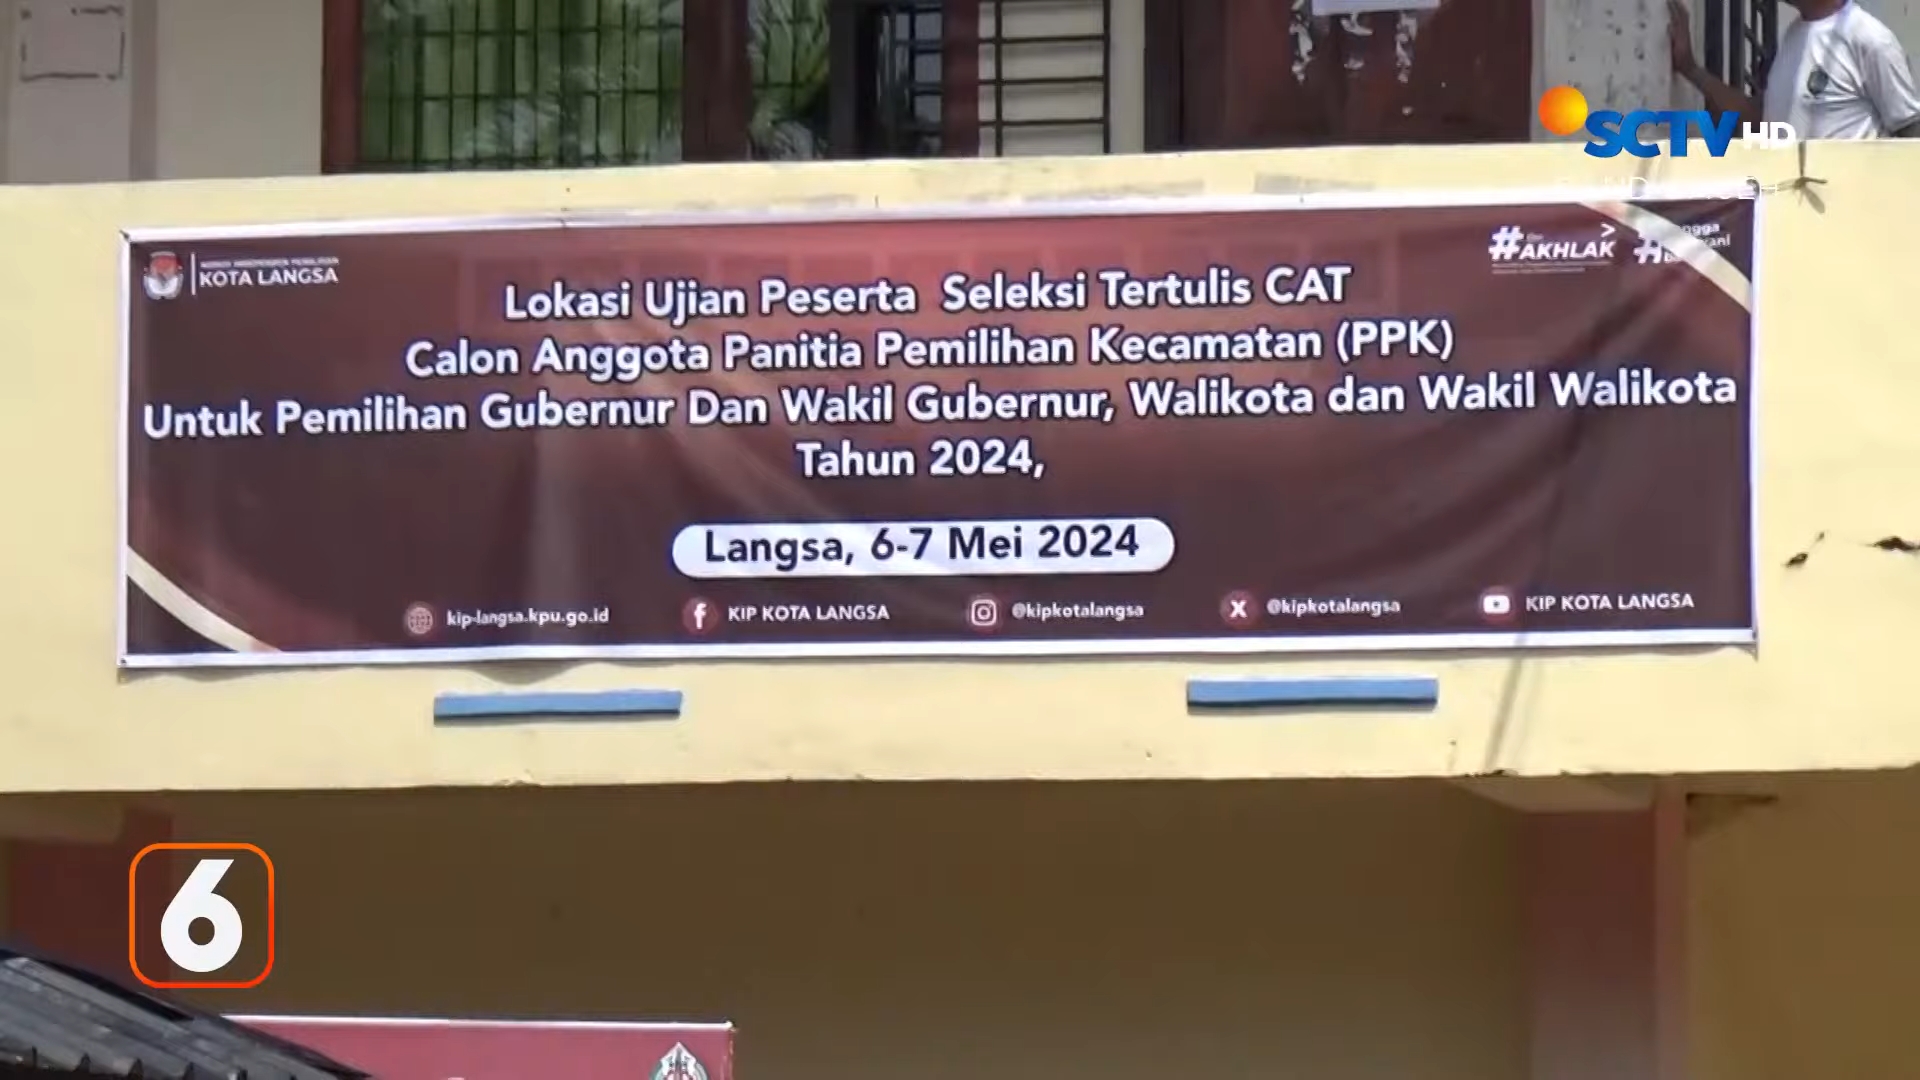 SCTV HD
KOTA LANGSA
#AKHLAK
Lokasi Ujian Peserta Seleksi Tertulis CAT
Calon Anggota Panitia Pemilihan Kecamatan (PPK)
Untuk Pemilihan Gubernur Dan Wakil Gubernur, Walikota dan Wakil Walikota
Tahun 2024,
Langsa, 6-7 Mei 2024
kip-langsa.kpu.go.id
KIP KOTA LANGSA
@kipkotalangsa
@kipkotalangsa
KIP KOTA LANGSA
6